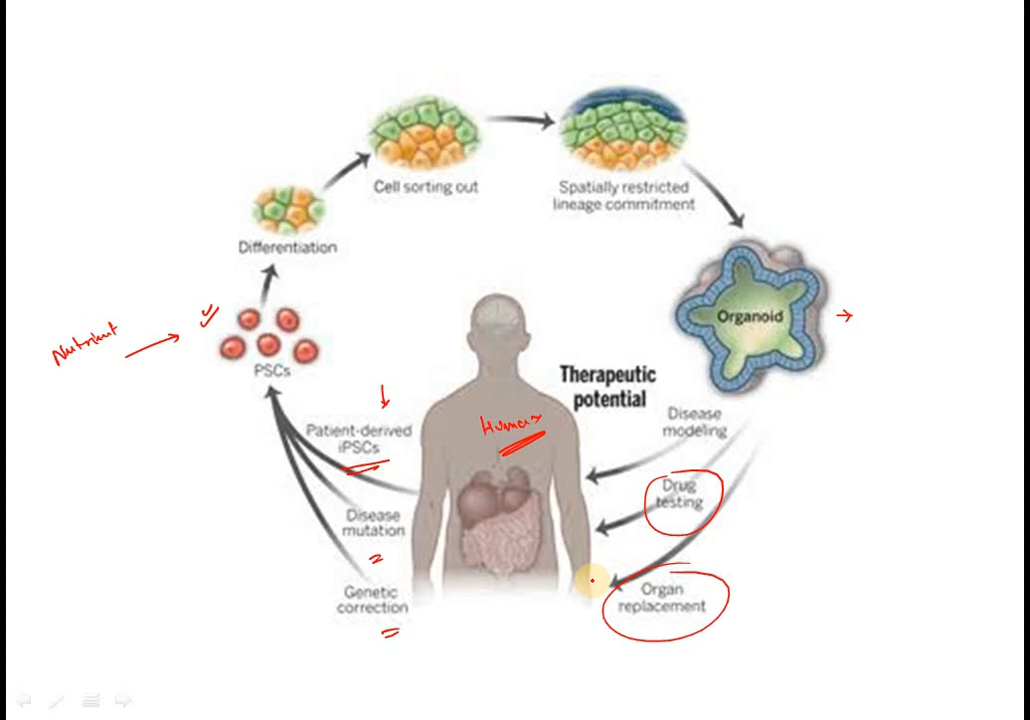 Cell sorting out
Spatially restricted
lineage commitment
Differentiation
Organoid
Nutrient
PSCs
Therapeutic
potential
Disease
modeling
Patient-derived
iPSCs
Human
Drug
testing
Disease
mutation
Organ
replacement
Genetic
correction